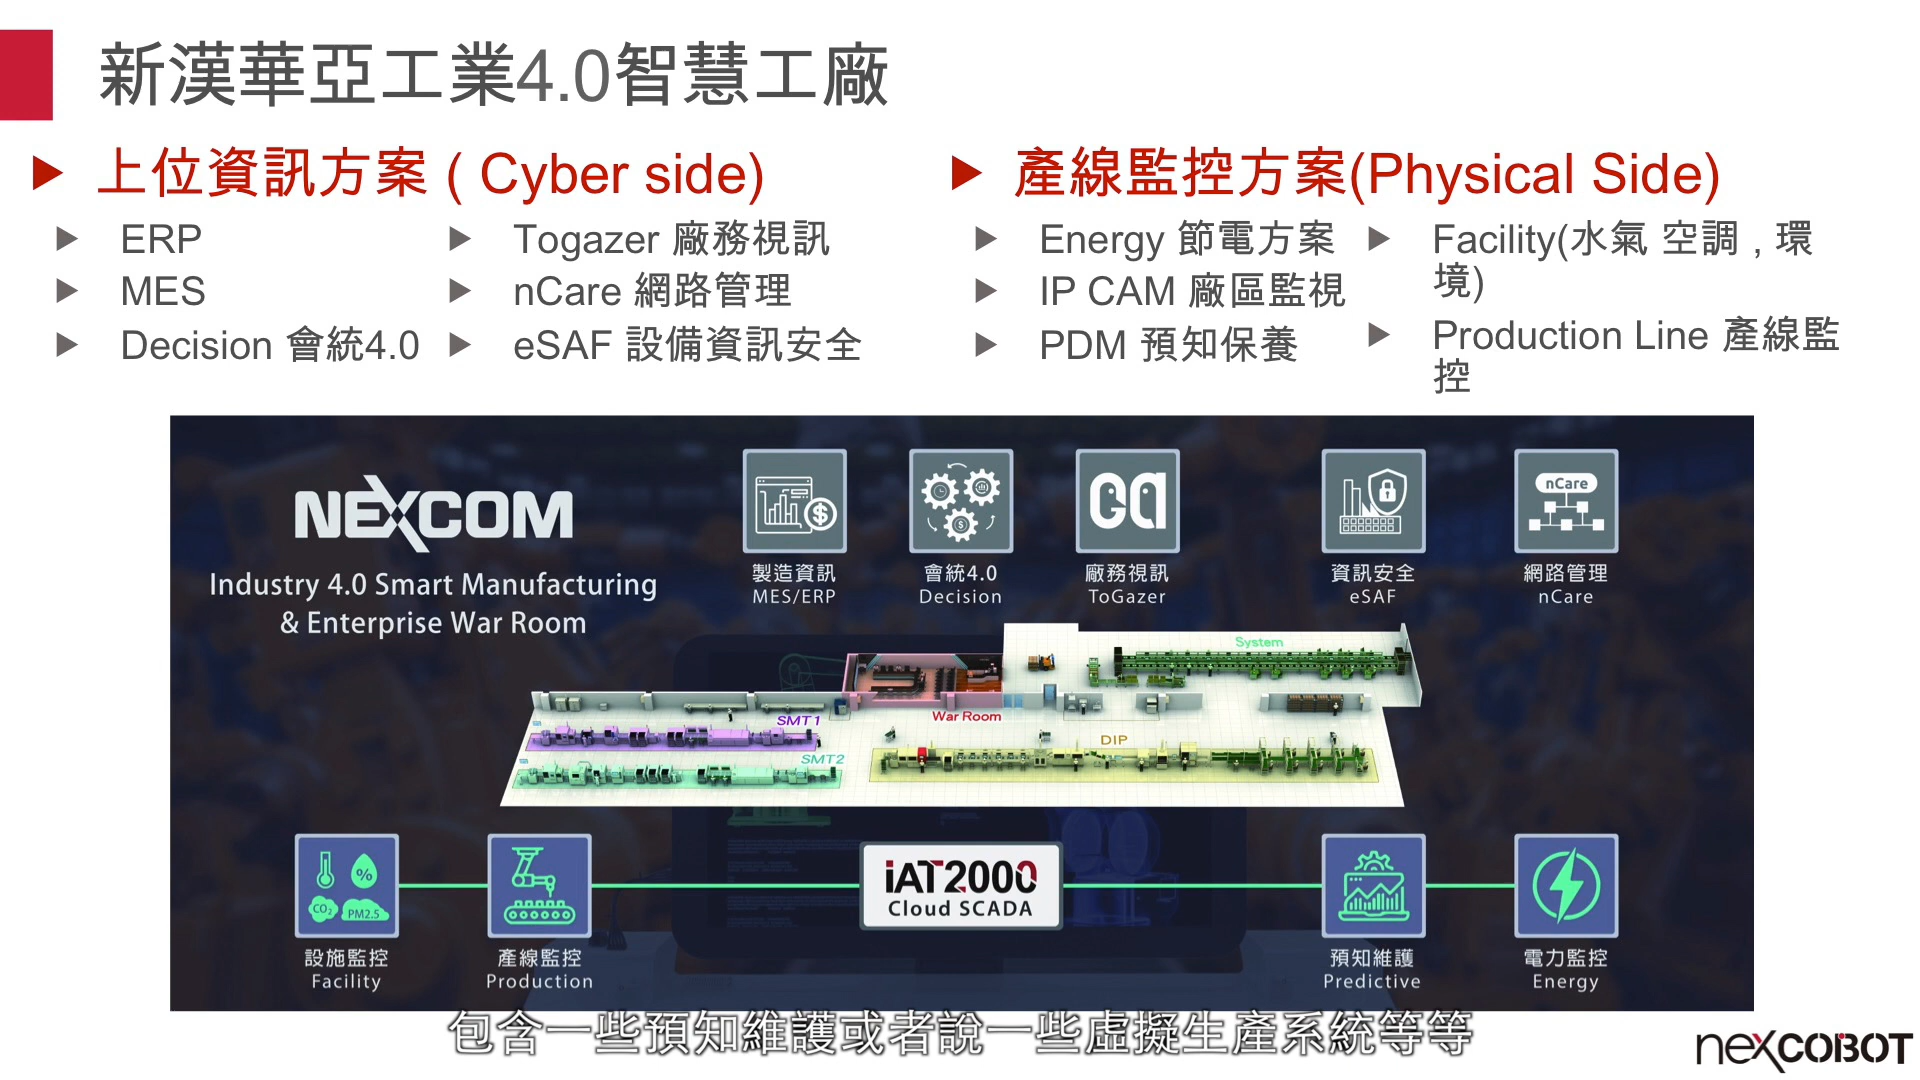 新漢華亞工業4.0智慧工廠
上位資訊方案 ( Cyber side)
ERP
MES
Decision 會統4.0
Togazer 廠務視訊
nCare 網路管理
eSAF 設備資訊安全
產線監控方案(Physical Side)
Energy 節電方案
IP CAM 廠區監視
PDM 預知保養
Facility(水氣 空調 , 環
境)
Production Line 產線監
控
NEXCOM
Industry 4.0 Smart Manufacturing
& Enterprise War Room
製造資訊
MES/ERP
會統4.0
Decision
廠務視訊
ToGazer
資訊安全
eSAF
nCare
網路管理
nCare
System
SMT1
War Room
SMT2
DIP
%
CO2
PM2.5
設施監控
Facility
產線監控
Production
iAT2000
Cloud SCADA
預知維護
Predictive
電力監控
Energy
包含一些預知維護或者說一些虛擬生產系統等等
NEXCOBOT